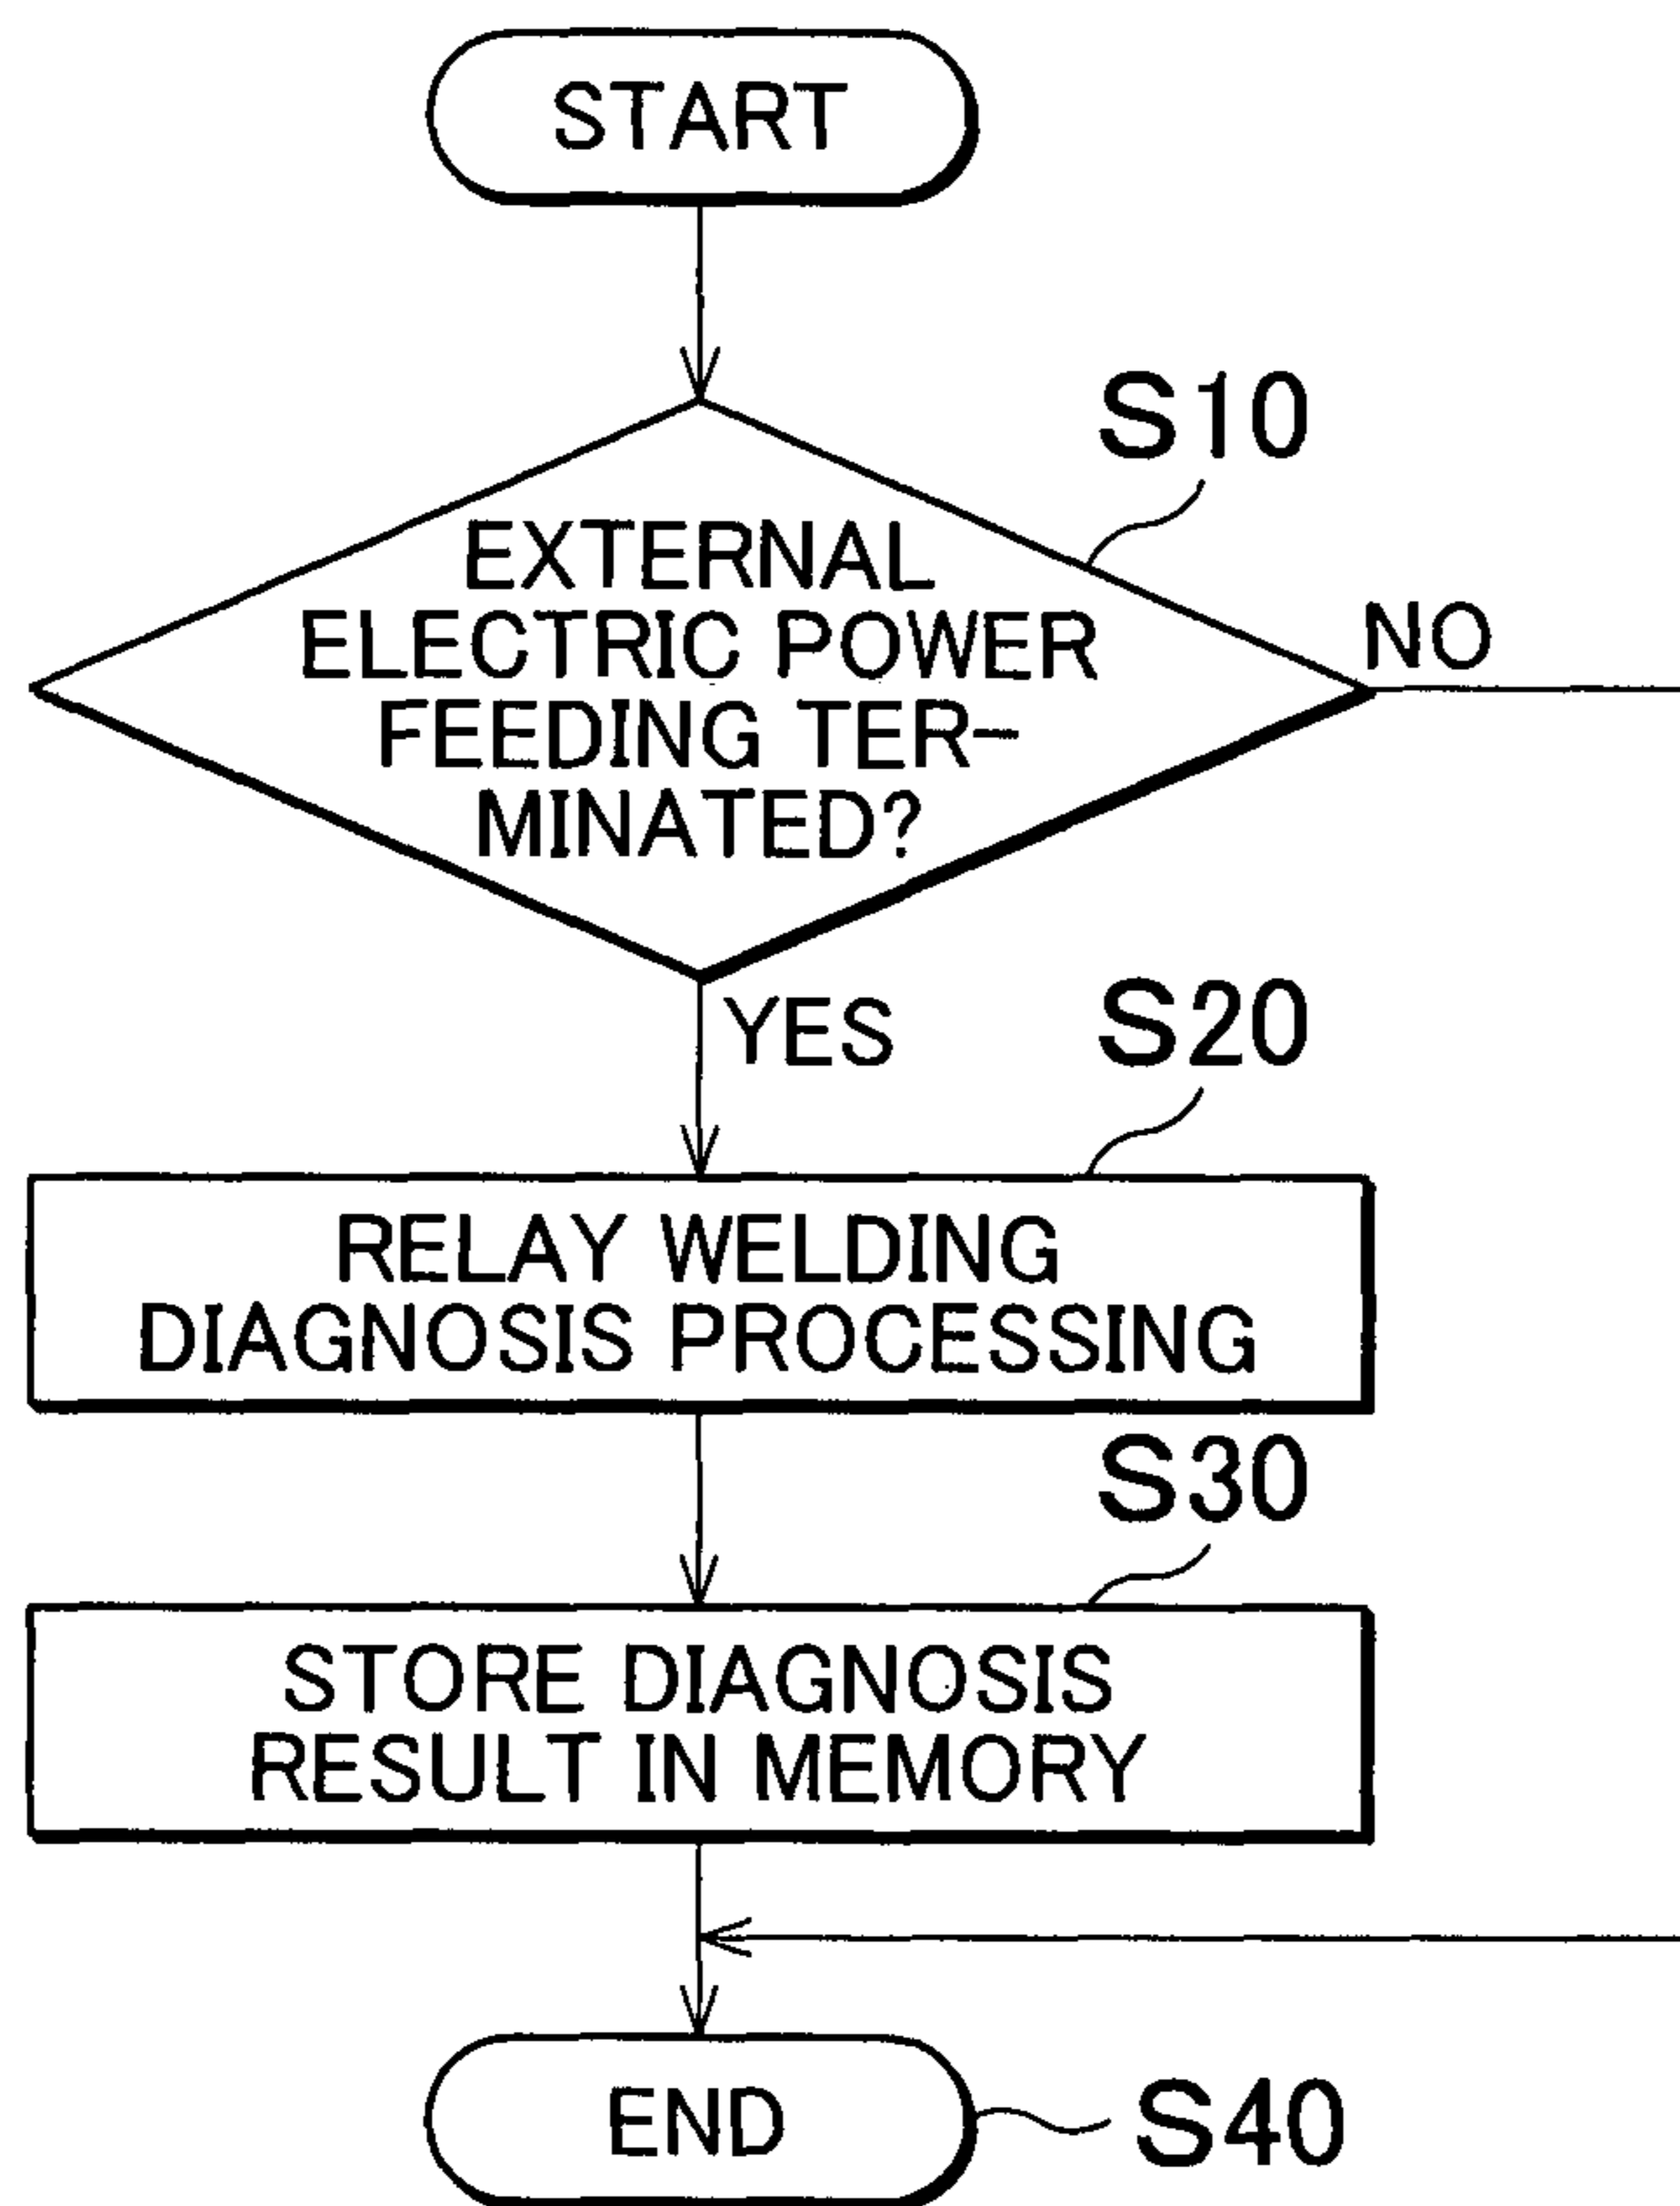 START
S10
EXTERNAL
ELECTRIC POWER
FEEDING TER-
MINATED?
NO
YES
S20
RELAY WELDING
DIAGNOSIS PROCESSING
S30
STORE DIAGNOSIS
RESULT IN MEMORY
END
S40